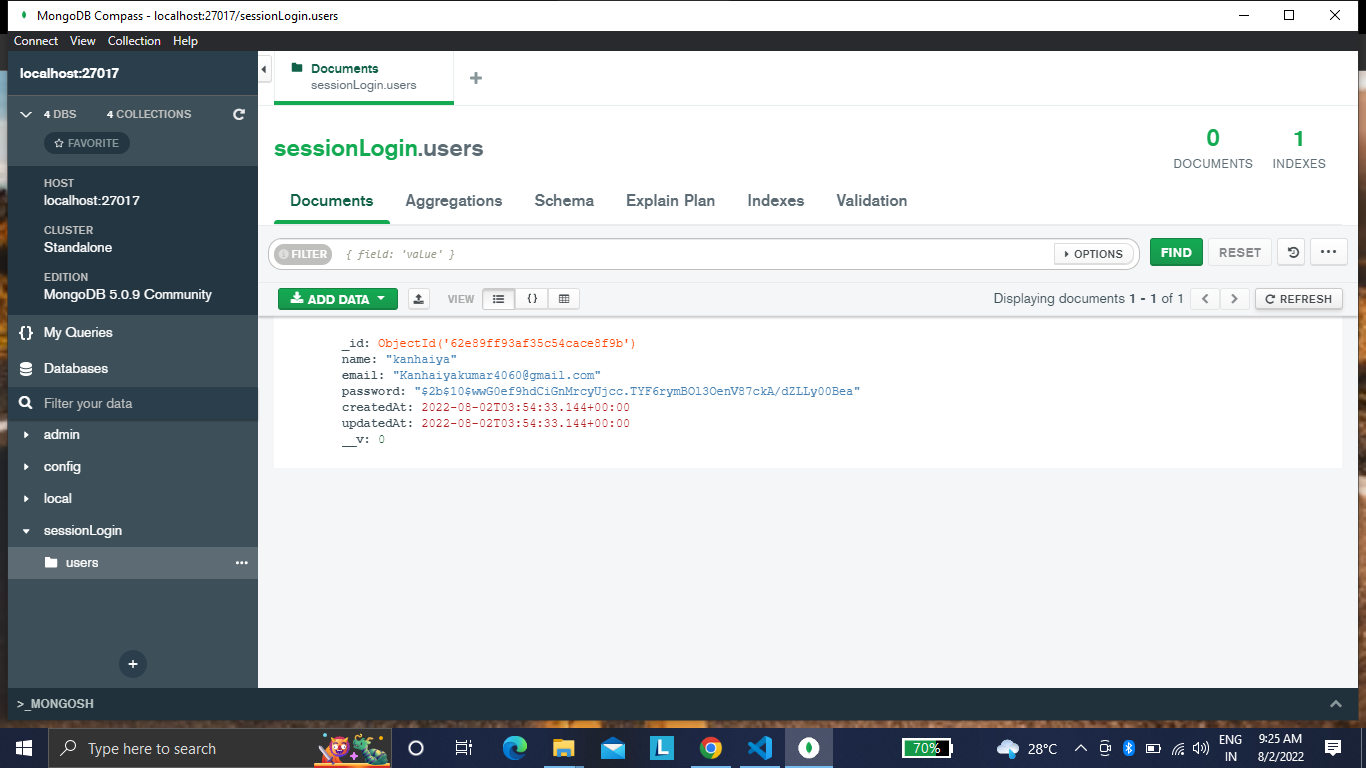 MongoDB Compass - localhost:27017/sessionLogin.users
Connect View Collection Help
localhost:27017
4 DBS 4 COLLECTIONS
FAVORITE
HOST
localhost:27017
CLUSTER
Standalone
EDITION
MongoDB 5.0.9 Community
{} My Queries
Databases
Filter your data
admin
config
local
sessionLogin
users
Documents
sessionLogin.users
sessionLogin.users
0
DOCUMENTS
1
INDEXES
Documents Aggregations Schema Explain Plan Indexes Validation
FILTER { field: 'value' } OPTIONS FIND RESET
ADD DATA VIEW {} Displaying documents 1 - 1 of 1 REFRESH
_id: ObjectId('62e89ff93af35c54cace8f9b')
name: "kanhaiya"
email: "Kanhaiyakumar4060@gmail.com"
password: "$2b$10$wwG0ef9hdCiGnMrcyUjcc.TYF6rymBOl3OenV87ckA/dZLLy00Bea"
createdAt: 2022-08-02T03:54:33.144+00:00
updatedAt: 2022-08-02T03:54:33.144+00:00
__v: 0
>_MONGOSH
Type here to search
L
70%
28°C
ENG
IN
9:25 AM
8/2/2022